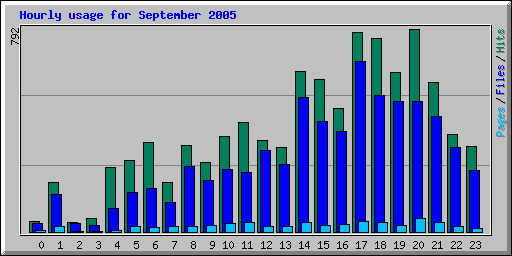 Hourly usage for September 2005
792
Pages/Files/Hits
0 1 2 3 4 5 6 7 8 9 10 11 12 13 14 15 16 17 18 19 20 21 22 23